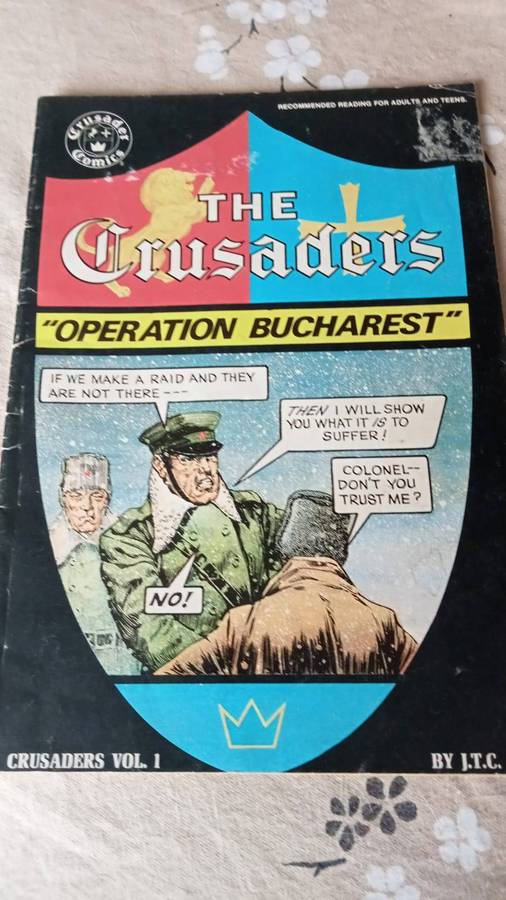 RECOMMENDED READING FOR ADULTS AND TEENS.
Crusader
Comics
THE
Crusaders
"OPERATION BUCHAREST"
IF WE MAKE A RAID AND THEY
ARE NOT THERE ---
THEN I WILL SHOW
YOU WHAT IT IS TO
SUFFER!
COLONEL--
DON'T YOU
TRUST ME?
NO!
CRUSADERS VOL. 1
BY J.T.C.